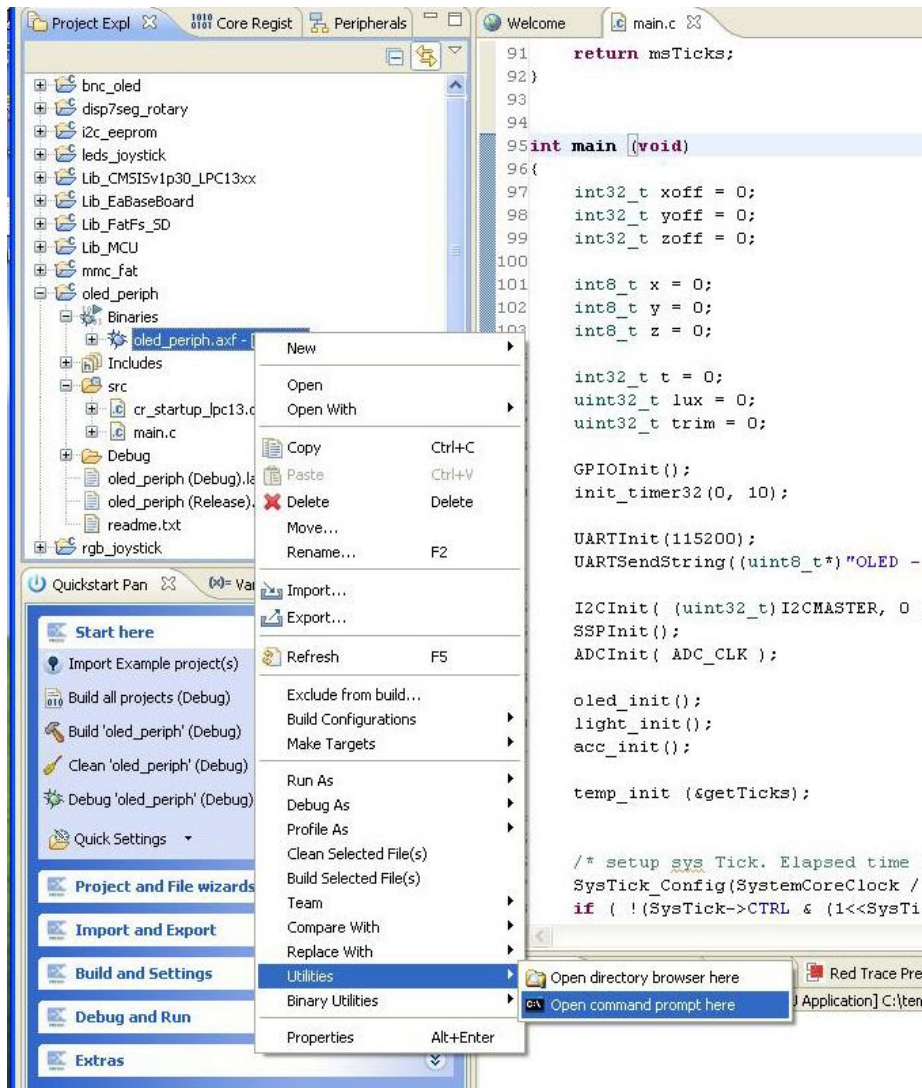 Project Expl
Core Regist
Peripherals
bnc_oled
disp7seg_rotary
i2c_eeprom
leds_joystick
Lib_CMSISv1p30_LPC13xx
Lib_EaBaseBoard
Lib_FatFs_SD
Lib_MCU
mmc_fat
oled_periph
Binaries
oled_periph.axf - [
Includes
src
cr_startup_lpc13.c
main.c
Debug
oled_periph (Debug).la
oled_periph (Release).
readme.txt
rgb_joystick
Quickstart Pan
(x)= Va
Start here
Import Example project(s)
Build all projects (Debug)
Build 'oled_periph' (Debug)
Clean 'oled_periph' (Debug)
Debug 'oled_periph' (Debug)
Quick Settings
Project and File wizards
Import and Export
Build and Settings
Debug and Run
Extras
New
Open
Open With
Copy Ctrl+C
Paste Ctrl+V
Delete Delete
Move...
Rename... F2
Import...
Export...
Refresh F5
Exclude from build...
Build Configurations
Make Targets
Run As
Debug As
Profile As
Clean Selected File(s)
Build Selected File(s)
Team
Compare With
Replace With
Utilities
Binary Utilities
Properties Alt+Enter
Open directory browser here
Open command prompt here
Welcome
main.c
91 return msTicks;
92 }
93
94
95 int main (void)
96 {
97 int32_t xoff = 0;
98 int32_t yoff = 0;
99 int32_t zoff = 0;
100
101 int8_t x = 0;
102 int8_t y = 0;
103 int8_t z = 0;
int32_t t = 0;
uint32_t lux = 0;
uint32_t trim = 0;
GPIOInit();
init_timer32(0, 10);
UARTInit(115200);
UARTSendString((uint8_t*)"OLED -
I2CInit( (uint32_t)I2CMASTER, 0
SSPInit();
ADCInit( ADC_CLK );
oled_init();
light_init();
acc_init();
temp_init (&getTicks);
/* setup sys Tick. Elapsed time
SysTick_Config(SystemCoreClock /
if ( !(SysTick->CTRL & (1<<SysTi
Red Trace Pre
Application] C:\ten